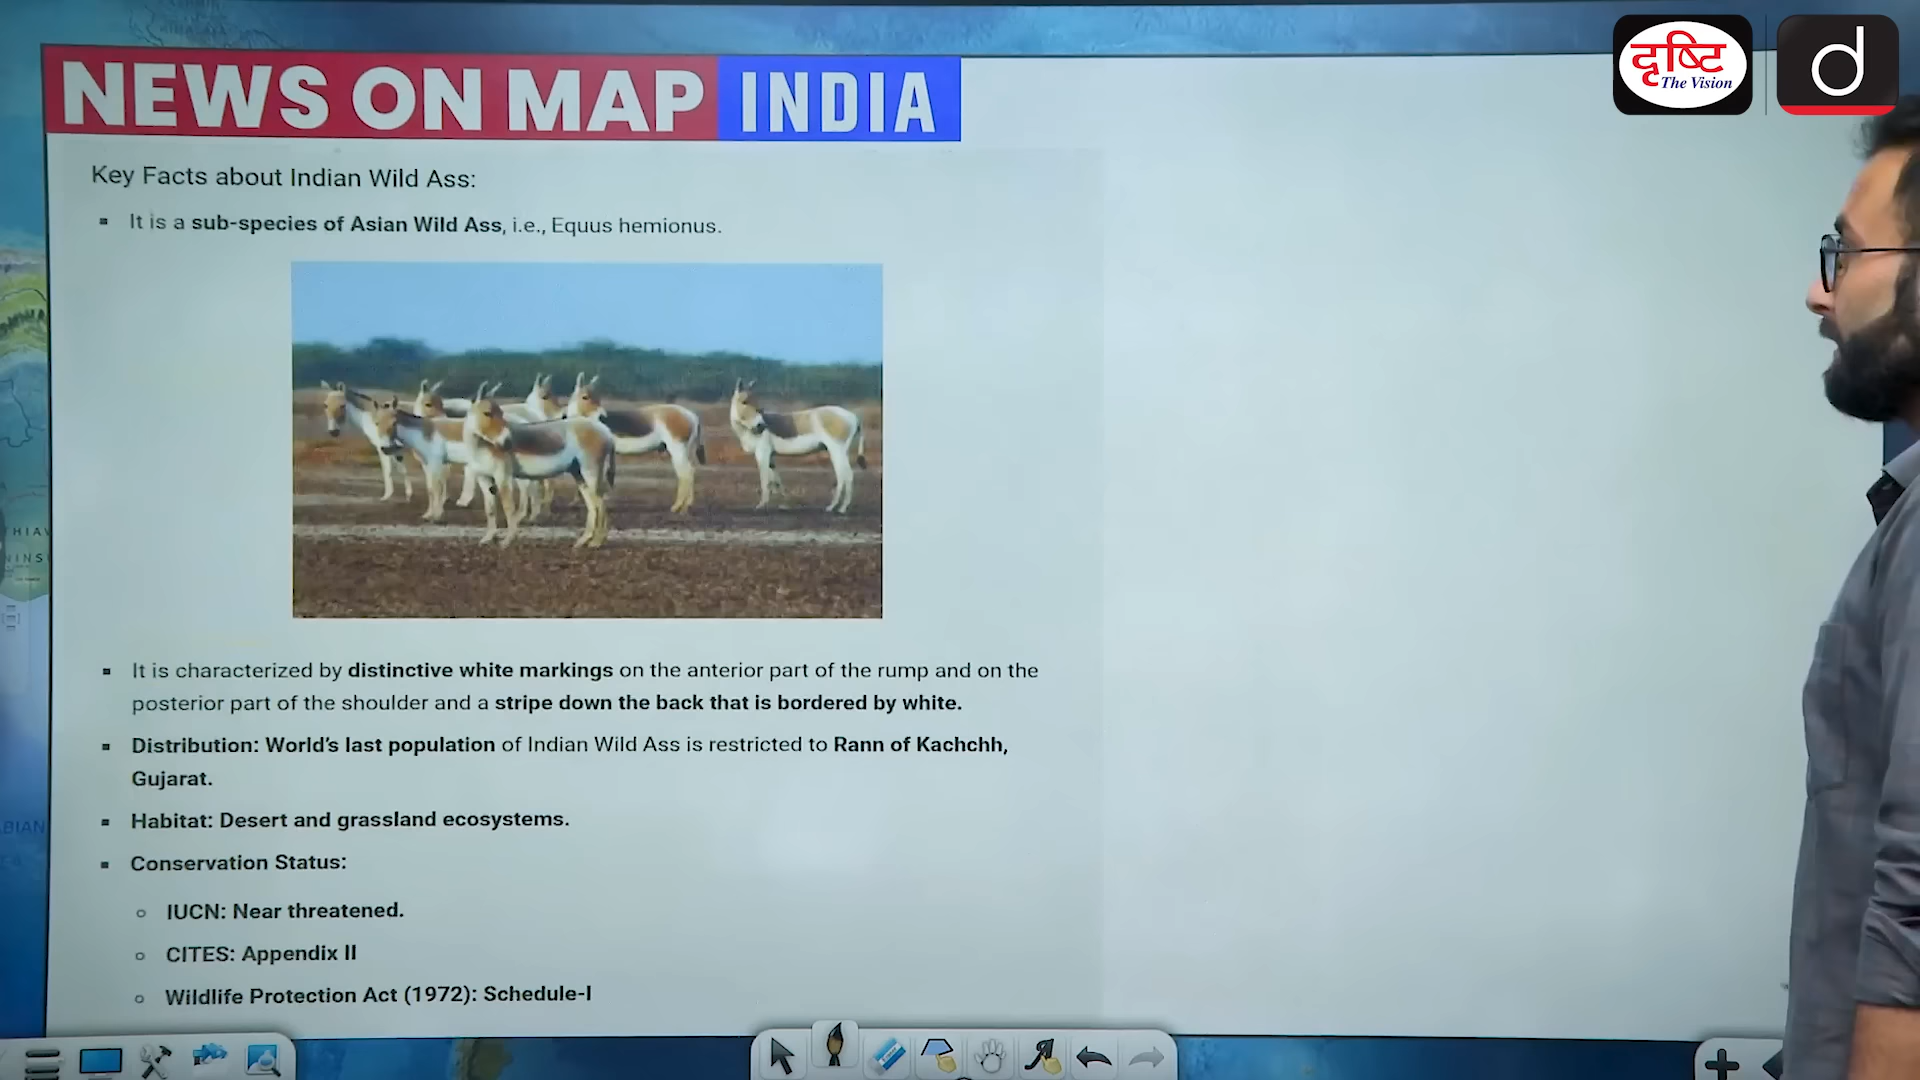 दृष्टि
The Vision
d
NEWS ON MAP INDIA
Key Facts about Indian Wild Ass:
▪ It is a sub-species of Asian Wild Ass, i.e., Equus hemionus.
▪ It is characterized by distinctive white markings on the anterior part of the rump and on the
posterior part of the shoulder and a stripe down the back that is bordered by white.
▪ Distribution: World's last population of Indian Wild Ass is restricted to Rann of Kachchh,
Gujarat.
▪ Habitat: Desert and grassland ecosystems.
▪ Conservation Status:
○ IUCN: Near threatened.
○ CITES: Appendix II
○ Wildlife Protection Act (1972): Schedule-I